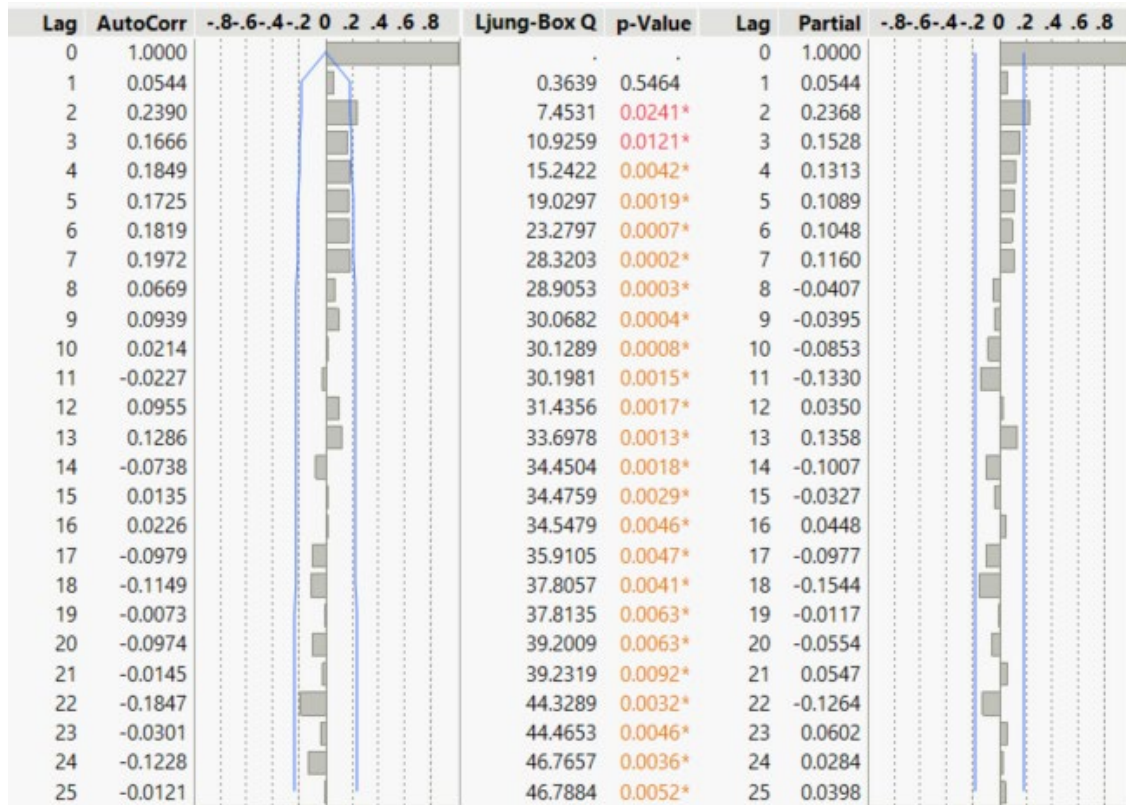 Lag AutoCorr -.8-.6-.4-.2 0 .2 .4 .6 .8 Ljung-Box Q p-Value Lag Partial -.8-.6-.4-.2 0 .2 .4 .6 .8
0 1.0000 . . 0 1.0000
1 0.0544 0.3639 0.5464 1 0.0544
2 0.2390 7.4531 0.0241* 2 0.2368
3 0.1666 10.9259 0.0121* 3 0.1528
4 0.1849 15.2422 0.0042* 4 0.1313
5 0.1725 19.0297 0.0019* 5 0.1089
6 0.1819 23.2797 0.0007* 6 0.1048
7 0.1972 28.3203 0.0002* 7 0.1160
8 0.0669 28.9053 0.0003* 8 -0.0407
9 0.0939 30.0682 0.0004* 9 -0.0395
10 0.0214 30.1289 0.0008* 10 -0.0853
11 -0.0227 30.1981 0.0015* 11 -0.1330
12 0.0955 31.4356 0.0017* 12 0.0350
13 0.1286 33.6978 0.0013* 13 0.1358
14 -0.0738 34.4504 0.0018* 14 -0.1007
15 0.0135 34.4759 0.0029* 15 -0.0327
16 0.0226 34.5479 0.0046* 16 0.0448
17 -0.0979 35.9105 0.0047* 17 -0.0977
18 -0.1149 37.8057 0.0041* 18 -0.1544
19 -0.0073 37.8135 0.0063* 19 -0.0117
20 -0.0974 39.2009 0.0063* 20 -0.0554
21 -0.0145 39.2319 0.0092* 21 0.0547
22 -0.1847 44.3289 0.0032* 22 -0.1264
23 -0.0301 44.4653 0.0046* 23 0.0602
24 -0.1228 46.7657 0.0036* 24 0.0284
25 -0.0121 46.7884 0.0052* 25 0.0398